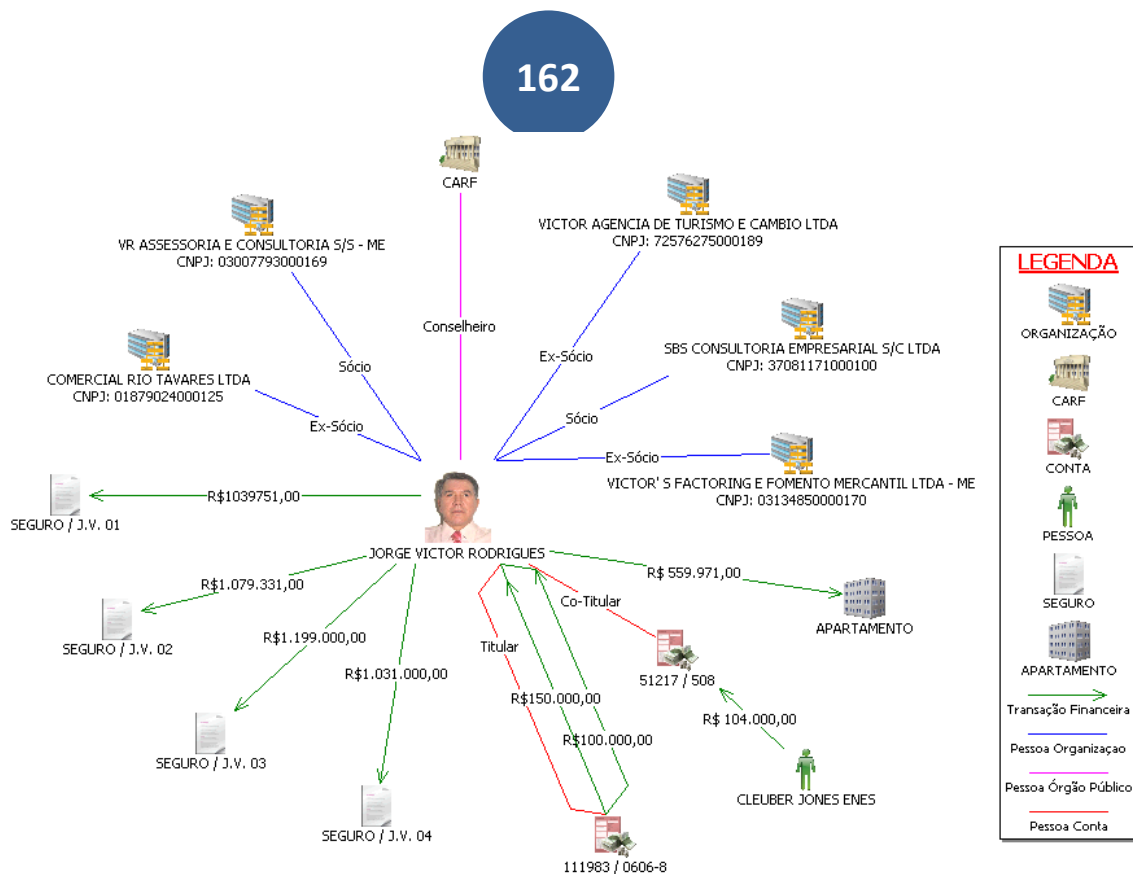 162
CARF
VR ASSESSORIA E CONSULTORIA S/S - ME
CNPJ: 03007793000169
VICTOR AGENCIA DE TURISMO E CAMBIO LTDA
CNPJ: 72576275000189
COMERCIAL RIO TAVARES LTDA
CNPJ: 01879024000125
SBS CONSULTORIA EMPRESARIAL S/C LTDA
CNPJ: 37081171000100
VICTOR' S FACTORING E FOMENTO MERCANTIL LTDA - ME
CNPJ: 03134850000170
Conselheiro
Sócio
Ex-Sócio
Ex-Sócio
Sócio
Ex-Sócio
JORGE VICTOR RODRIGUES
R$1039751,00
SEGURO / J.V. 01
R$1.079.331,00
SEGURO / J.V. 02
R$1.199.000,00
SEGURO / J.V. 03
R$1.031.000,00
SEGURO / J.V. 04
Titular
R$150.000,00
R$100.000,00
111983 / 0606-8
Co-Titular
51217 / 508
R$ 104.000,00
CLEUBER JONES ENES
R$ 559.971,00
APARTAMENTO
LEGENDA
ORGANIZAÇÃO
CARF
CONTA
PESSOA
SEGURO
APARTAMENTO
Transação Financeira
Pessoa Organizaçao
Pessoa Órgão Público
Pessoa Conta